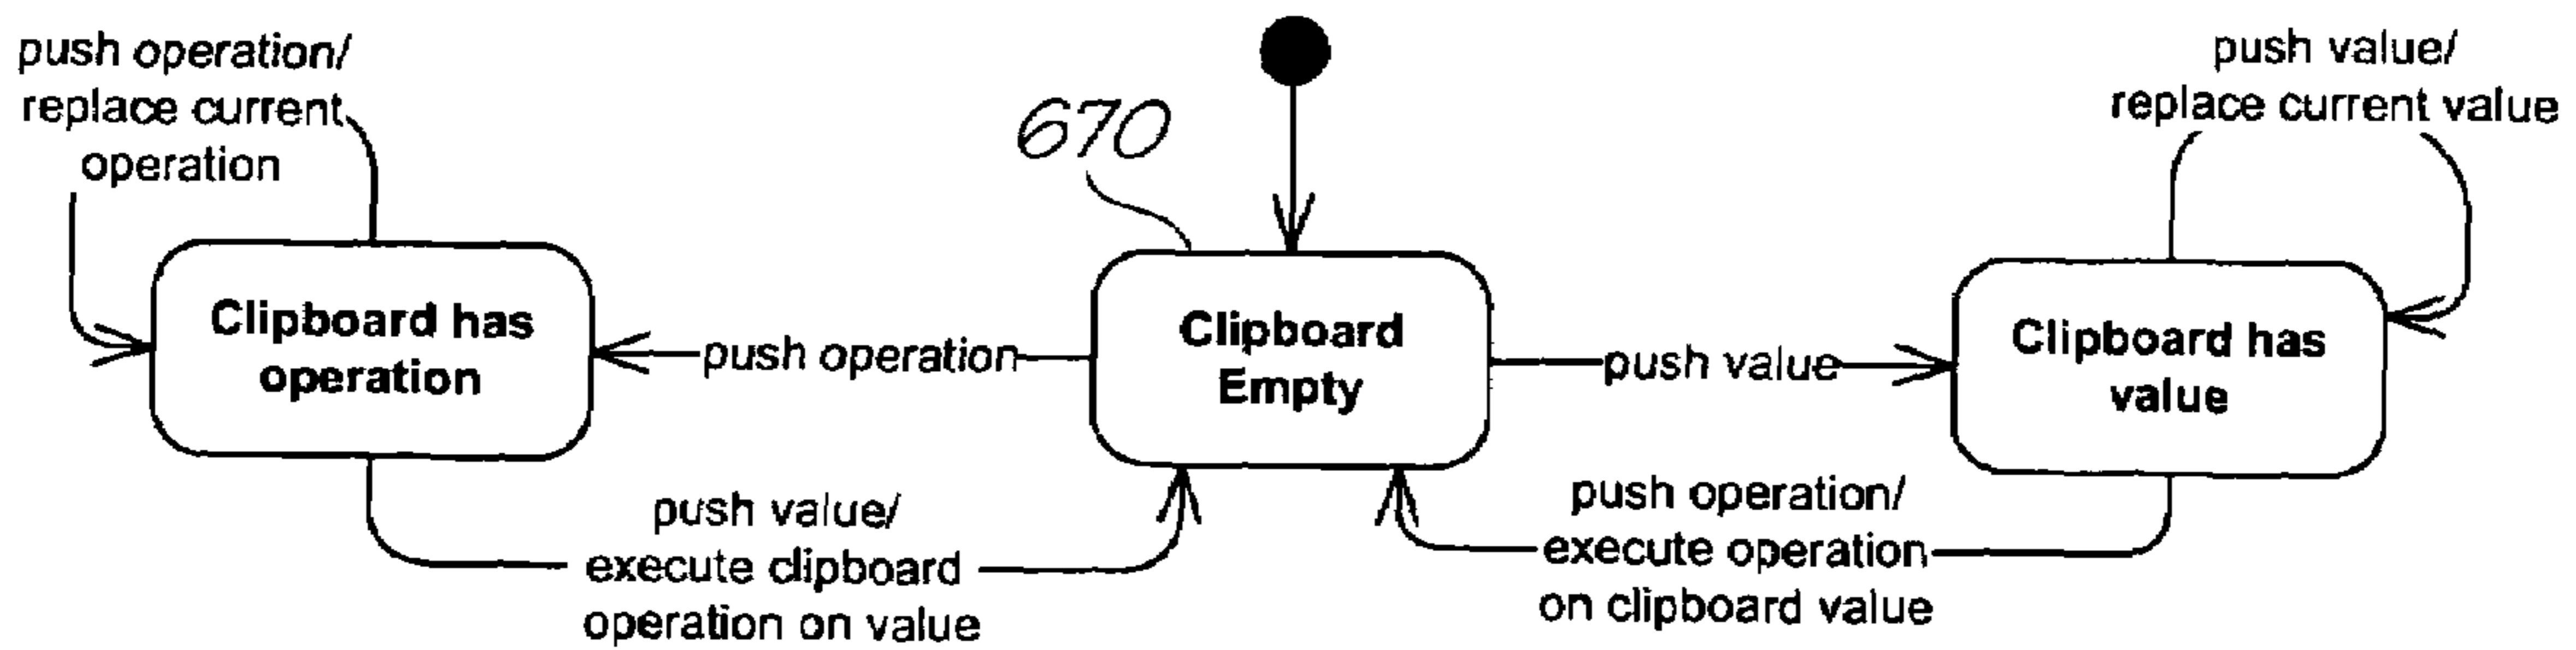 push operation/
replace current
operation
670
push value/
replace current value
Clipboard has
operation
push operation
Clipboard
Empty
push value
Clipboard has
value
push value/
execute clipboard
operation on value
push operation/
execute operation
on clipboard value